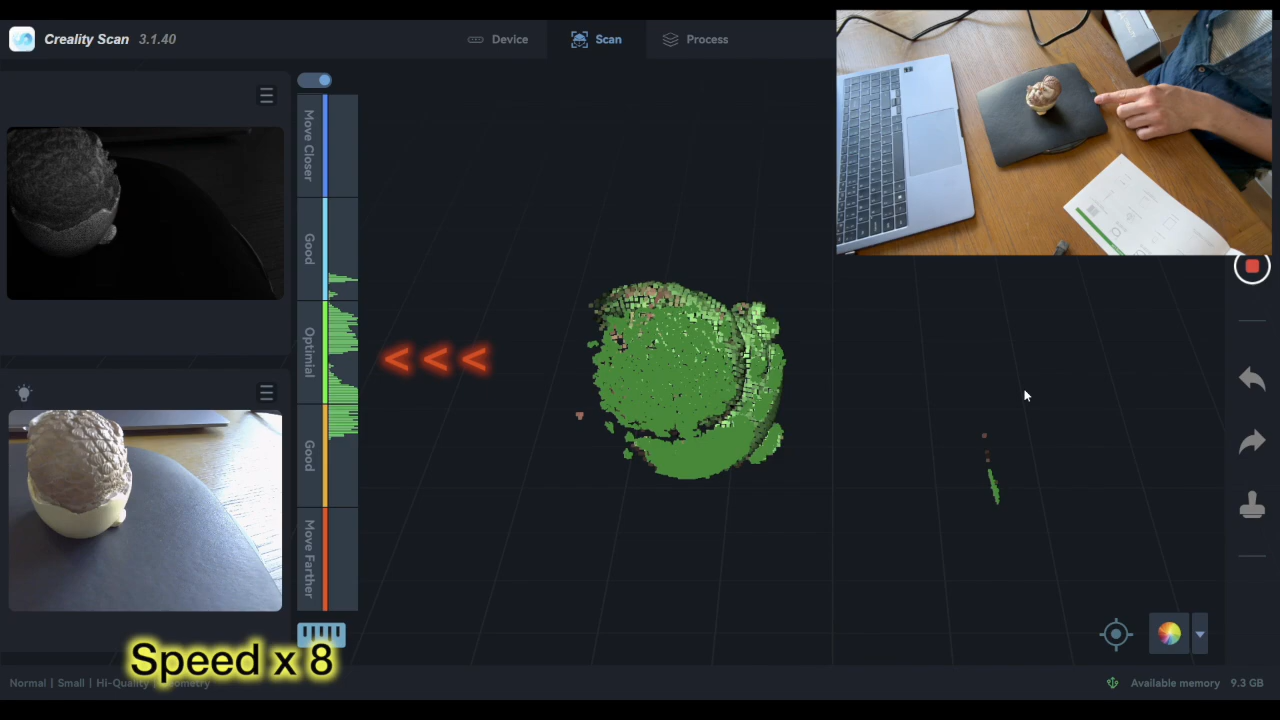 Creality Scan 3.1.40
Device
Scan
Process
Move Closer
Good
Optimial
Good
Move Farther
<<<
Speed x 8
Normal | Small | Hi-Quality
Available memory 9.3 GB